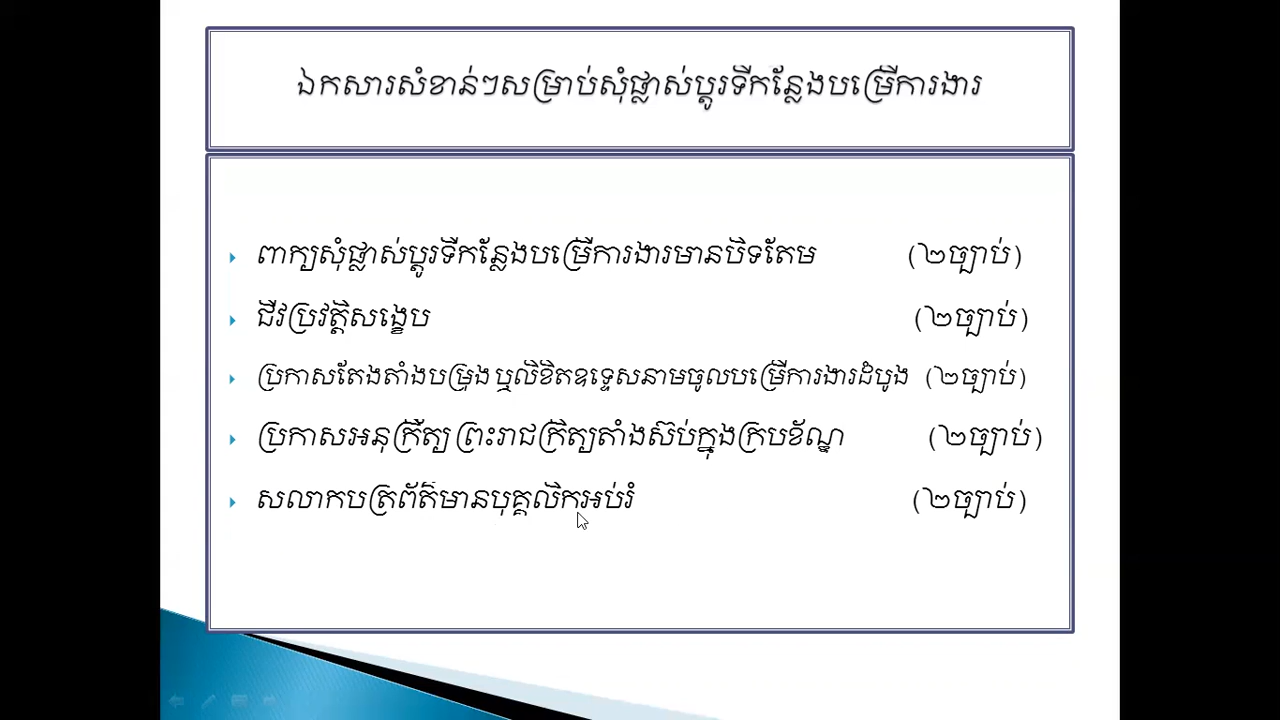 ឯកសារសំខាន់ៗសម្រាប់សុំផ្លាស់ប្តូរទីកន្លែងបម្រើការងារ
ពាក្យសុំផ្លាស់ប្តូរទីកន្លែងបម្រើការងារមានបិទតែម (២ច្បាប់)
ជីវប្រវត្តិសង្ខេប (២ច្បាប់)
ប្រកាសតែងតាំងបម្រុង ឬលិខិតឧទ្ទេសនាមចូលបម្រើការងារដំបូង (២ច្បាប់)
ប្រកាសអនុក្រឹត្យ ព្រះរាជក្រឹត្យតាំងស៊ប់ក្នុងក្របខ័ណ្ឌ (២ច្បាប់)
សលាកបត្រព័ត៌មានបុគ្គលិកអប់រំ (២ច្បាប់)